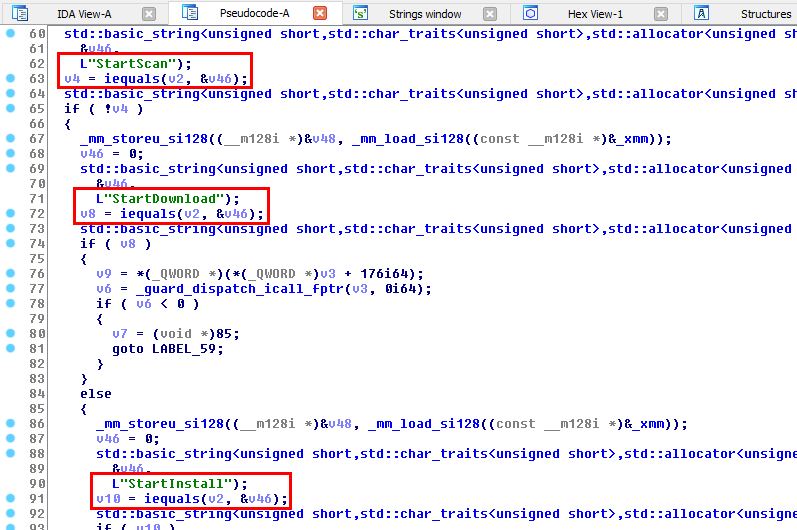 IDA View-A Pseudocode-A Strings window Hex View-1 Structures
60 std::basic_string<unsigned short,std::char_traits<unsigned short>,std::allocator<unsigned
61 &v46,
62 L"StartScan");
63 v4 = iequals(v2, &v46);
64 std::basic_string<unsigned short,std::char_traits<unsigned short>,std::allocator<unsigned
65 if ( !v4 )
66 {
67 _mm_storeu_si128((__m128i *)&v48, _mm_load_si128((const __m128i *)&_xmm));
68 v46 = 0;
69 std::basic_string<unsigned short,std::char_traits<unsigned short>,std::allocator<unsigned
70 &v46,
71 L"StartDownload");
72 v8 = iequals(v2, &v46);
73 std::basic_string<unsigned short,std::char_traits<unsigned short>,std::allocator<unsigned
74 if ( v8 )
75 {
76 v9 = *(_QWORD *)(*(_QWORD *)v3 + 176i64);
77 v6 = _guard_dispatch_icall_fptr(v3, 0i64);
78 if ( v6 < 0 )
79 {
80 v7 = (void *)85;
81 goto LABEL_59;
82 }
83 }
84 else
85 {
86 _mm_storeu_si128((__m128i *)&v48, _mm_load_si128((const __m128i *)&_xmm));
87 v46 = 0;
88 std::basic_string<unsigned short,std::char_traits<unsigned short>,std::allocator<unsigned
89 &v46,
90 L"StartInstall");
91 v10 = iequals(v2, &v46);
92 std::basic_string<unsigned short,std::char_traits<unsigned short>,std::allocator<unsigned
93 if ( v10 )